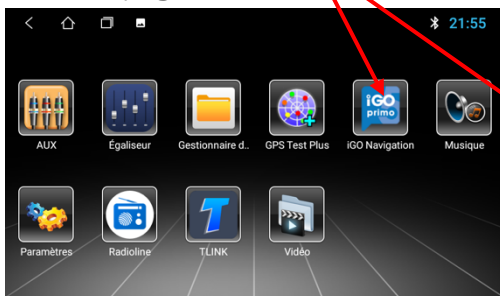 21:55
iGO
primo
AUX
Égaliseur
Gestionnaire d..
GPS Test Plus
iGO Navigation
Musique
Paramètres
Radioline
TLINK
Vidéo